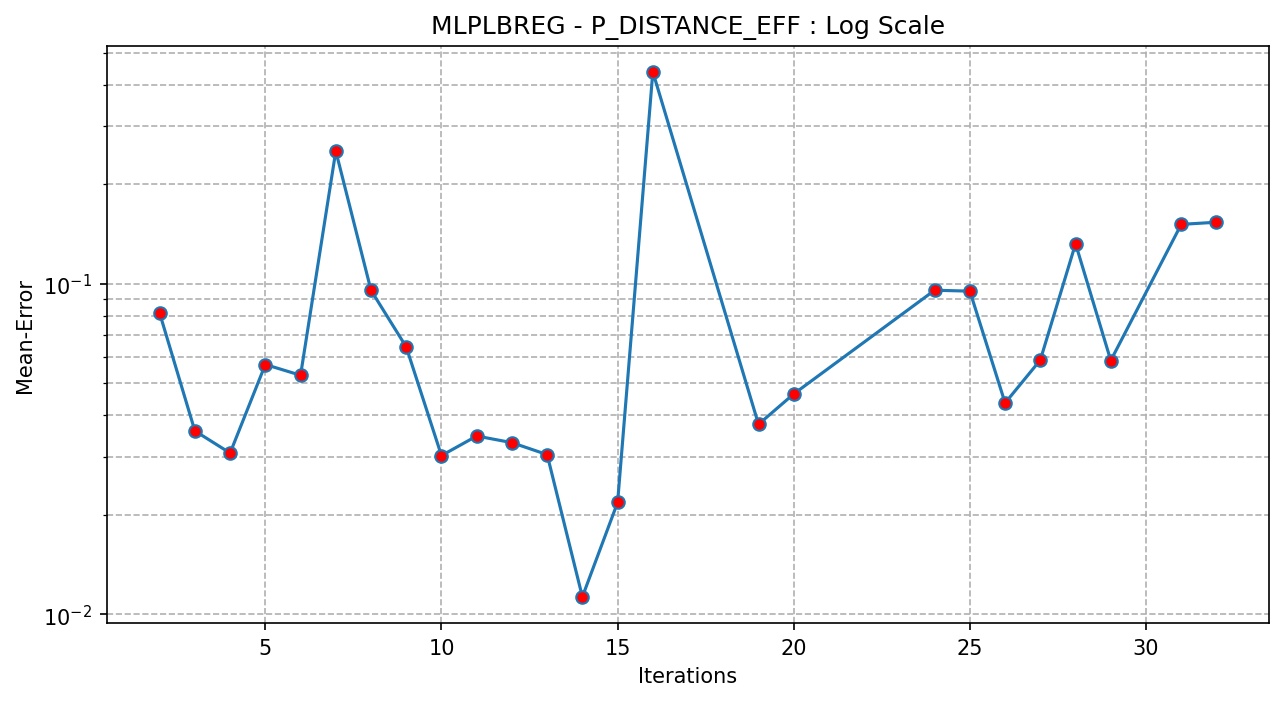 MLPLBREG - P_DISTANCE_EFF : Log Scale
Mean-Error
10⁻¹
10⁻²
5 10 15 20 25 30
Iterations